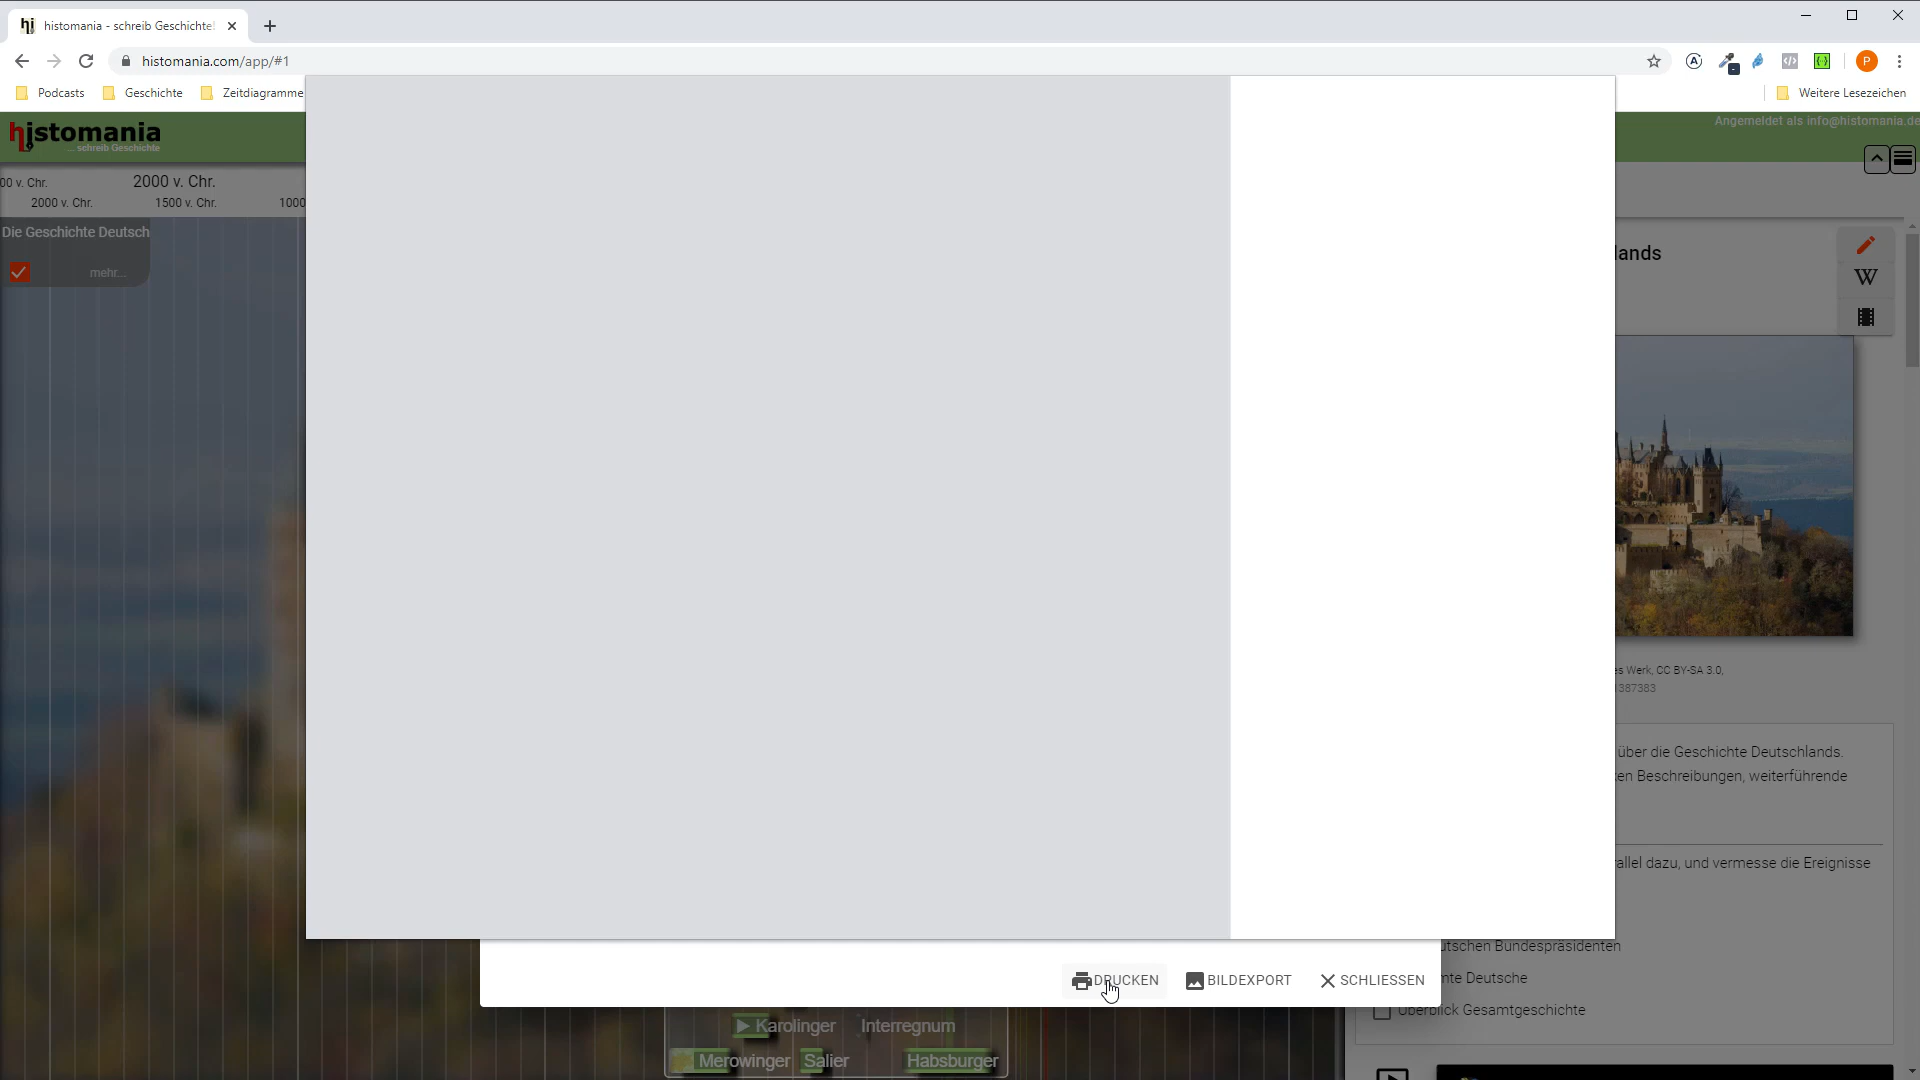 histomania - schreib Geschichte!
histomania.com/app/#1
Podcasts
Geschichte
Zeitdiagramme
Weitere Lesezeichen
histomania
... schreib Geschichte
Angemeldet als info@histomania.de
00 v. Chr.
2000 v. Chr.
2000 v. Chr.
1500 v. Chr.
1000
Die Geschichte Deutsch
mehr...
lands
W
es Werk, CC BY-SA 3.0,
387383
über die Geschichte Deutschlands.
en Beschreibungen, weiterführende
allel dazu, und vermesse die Ereignisse
utschen Bundespräsidenten
mte Deutsche
Überblick Gesamtgeschichte
DRUCKEN
BILDEXPORT
SCHLIESSEN
Karolinger
Interregnum
Merowinger
Salier
Habsburger